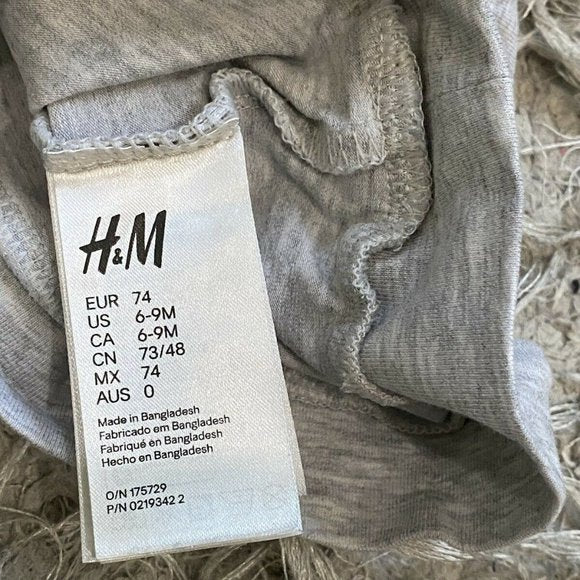 H&M
EUR 74
US 6-9M
CA 6-9M
CN 73/48
MX 74
AUS 0
Made in Bangladesh
Fabricado em Bangladesh
Fabriqué en Bangladesh
Hecho en Bangladesh
O/N 175729
P/N 0219342 2